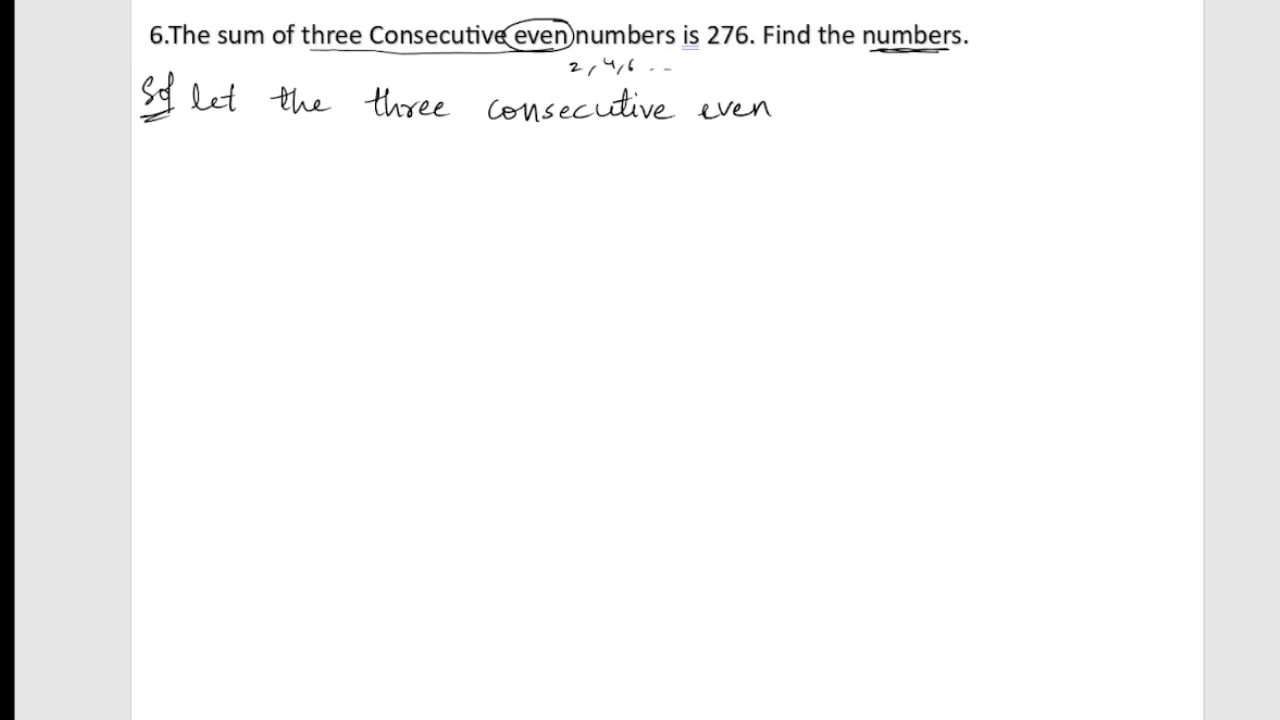 6.The sum of three Consecutive even numbers is 276. Find the numbers.
2, 4, 6 ..
Sol let the three consecutive even